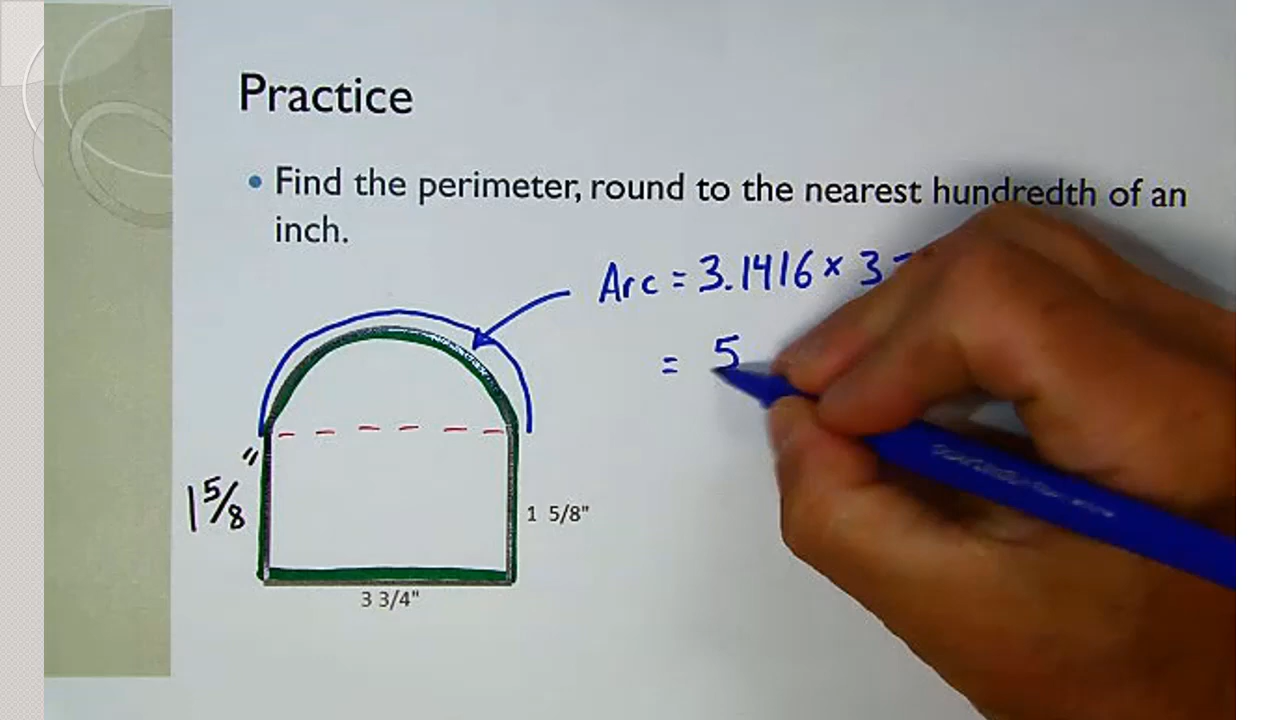 Practice
• Find the perimeter, round to the nearest hundredth of an
inch.
Arc = 3.1416 × 3
= 5
1 5/8"
1 5/8"
3 3/4"